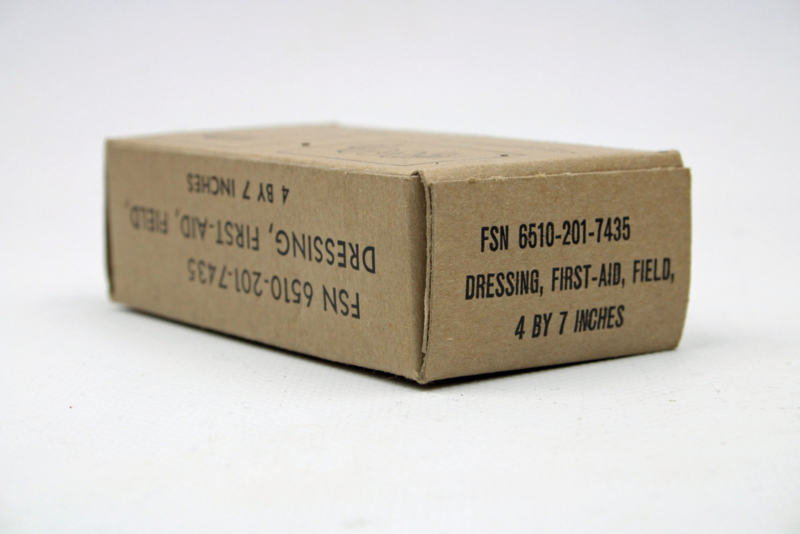 FSN 6510-201-7435
DRESSING, FIRST-AID, FIELD,
4 BY 7 INCHES
FSN 6510-201-7435
DRESSING, FIRST-AID, FIELD,
4 BY 7 INCHES